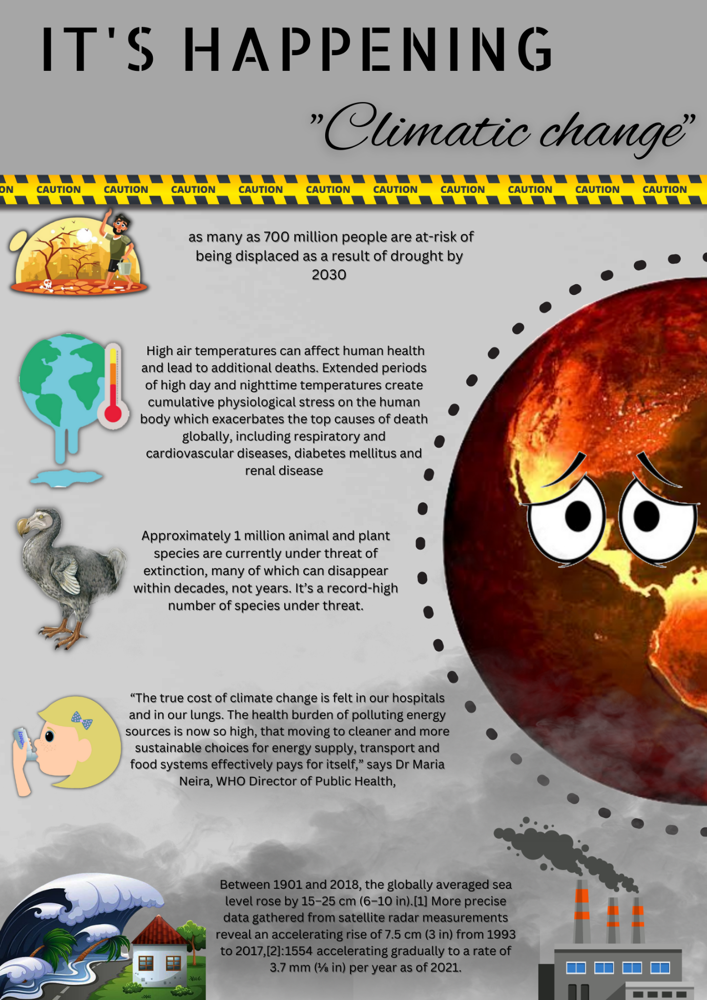 IT'S HAPPENING
”Climatic change”
ON CAUTION CAUTION CAUTION CAUTION CAUTION CAUTION CAUTION CAUTION CAUTION CAUTION
as many as 700 million people are at-risk of
being displaced as a result of drought by
2030
High air temperatures can affect human health
and lead to additional deaths. Extended periods
of high day and nighttime temperatures create
cumulative physiological stress on the human
body which exacerbates the top causes of death
globally, including respiratory and
cardiovascular diseases, diabetes mellitus and
renal disease
Approximately 1 million animal and plant
species are currently under threat of
extinction, many of which can disappear
within decades, not years. It’s a record-high
number of species under threat.
“The true cost of climate change is felt in our hospitals
and in our lungs. The health burden of polluting energy
sources is now so high, that moving to cleaner and more
sustainable choices for energy supply, transport and
food systems effectively pays for itself,” says Dr Maria
Neira, WHO Director of Public Health,
Between 1901 and 2018, the globally averaged sea
level rose by 15–25 cm (6–10 in).[1] More precise
data gathered from satellite radar measurements
reveal an accelerating rise of 7.5 cm (3 in) from 1993
to 2017,[2]:1554 accelerating gradually to a rate of
3.7 mm (⅛ in) per year as of 2021.